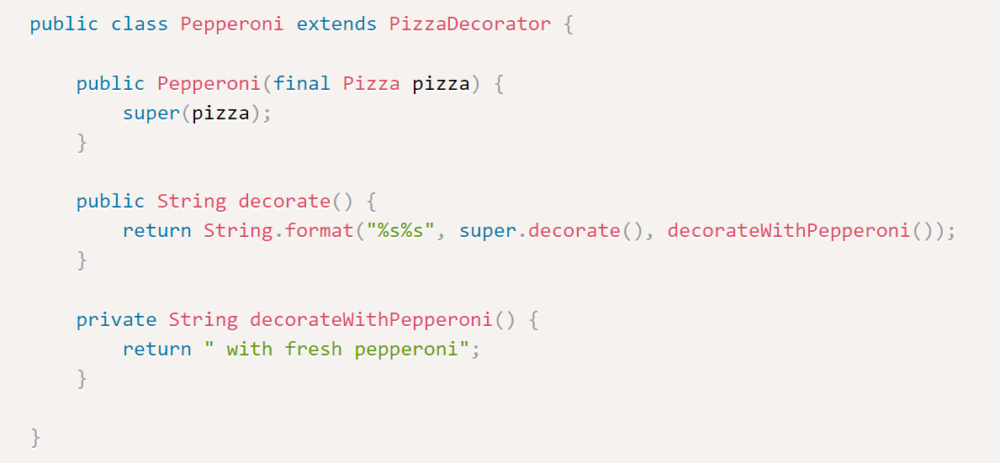 public class Pepperoni extends PizzaDecorator {
public Pepperoni(final Pizza pizza) {
super(pizza);
}
public String decorate() {
return String.format("%s%s", super.decorate(), decorateWithPepperoni());
}
private String decorateWithPepperoni() {
return " with fresh pepperoni";
}
}